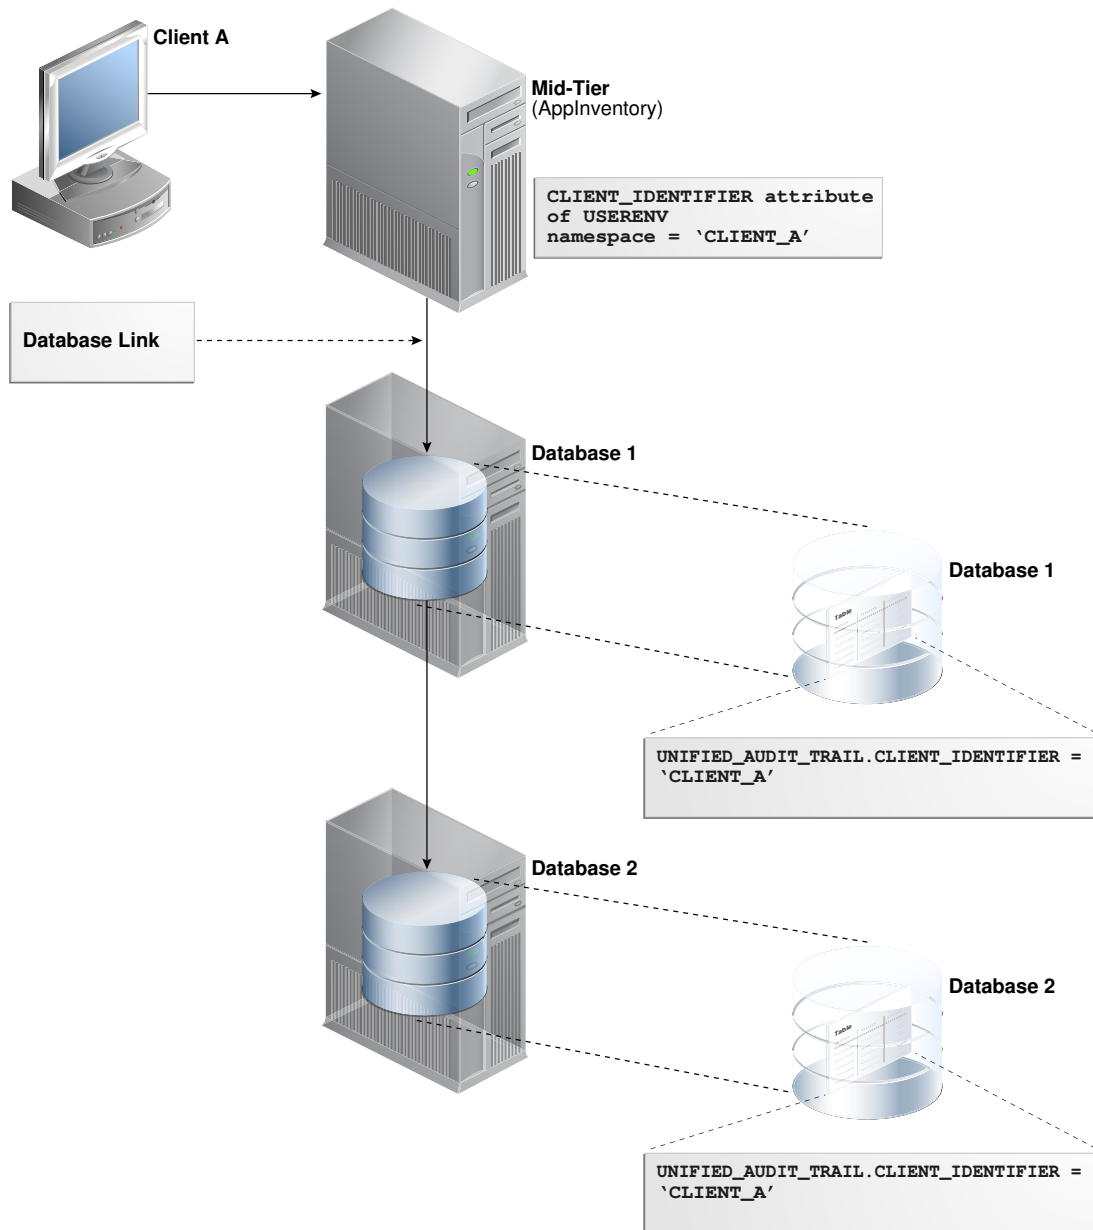 Client A
Mid-Tier
(AppInventory)
CLIENT_IDENTIFIER attribute
of USERENV
namespace = ‘CLIENT_A’
Database Link
Database 1
Database 1
Table
UNIFIED_AUDIT_TRAIL.CLIENT_IDENTIFIER =
‘CLIENT_A’
Database 2
Database 2
Table
UNIFIED_AUDIT_TRAIL.CLIENT_IDENTIFIER =
‘CLIENT_A’